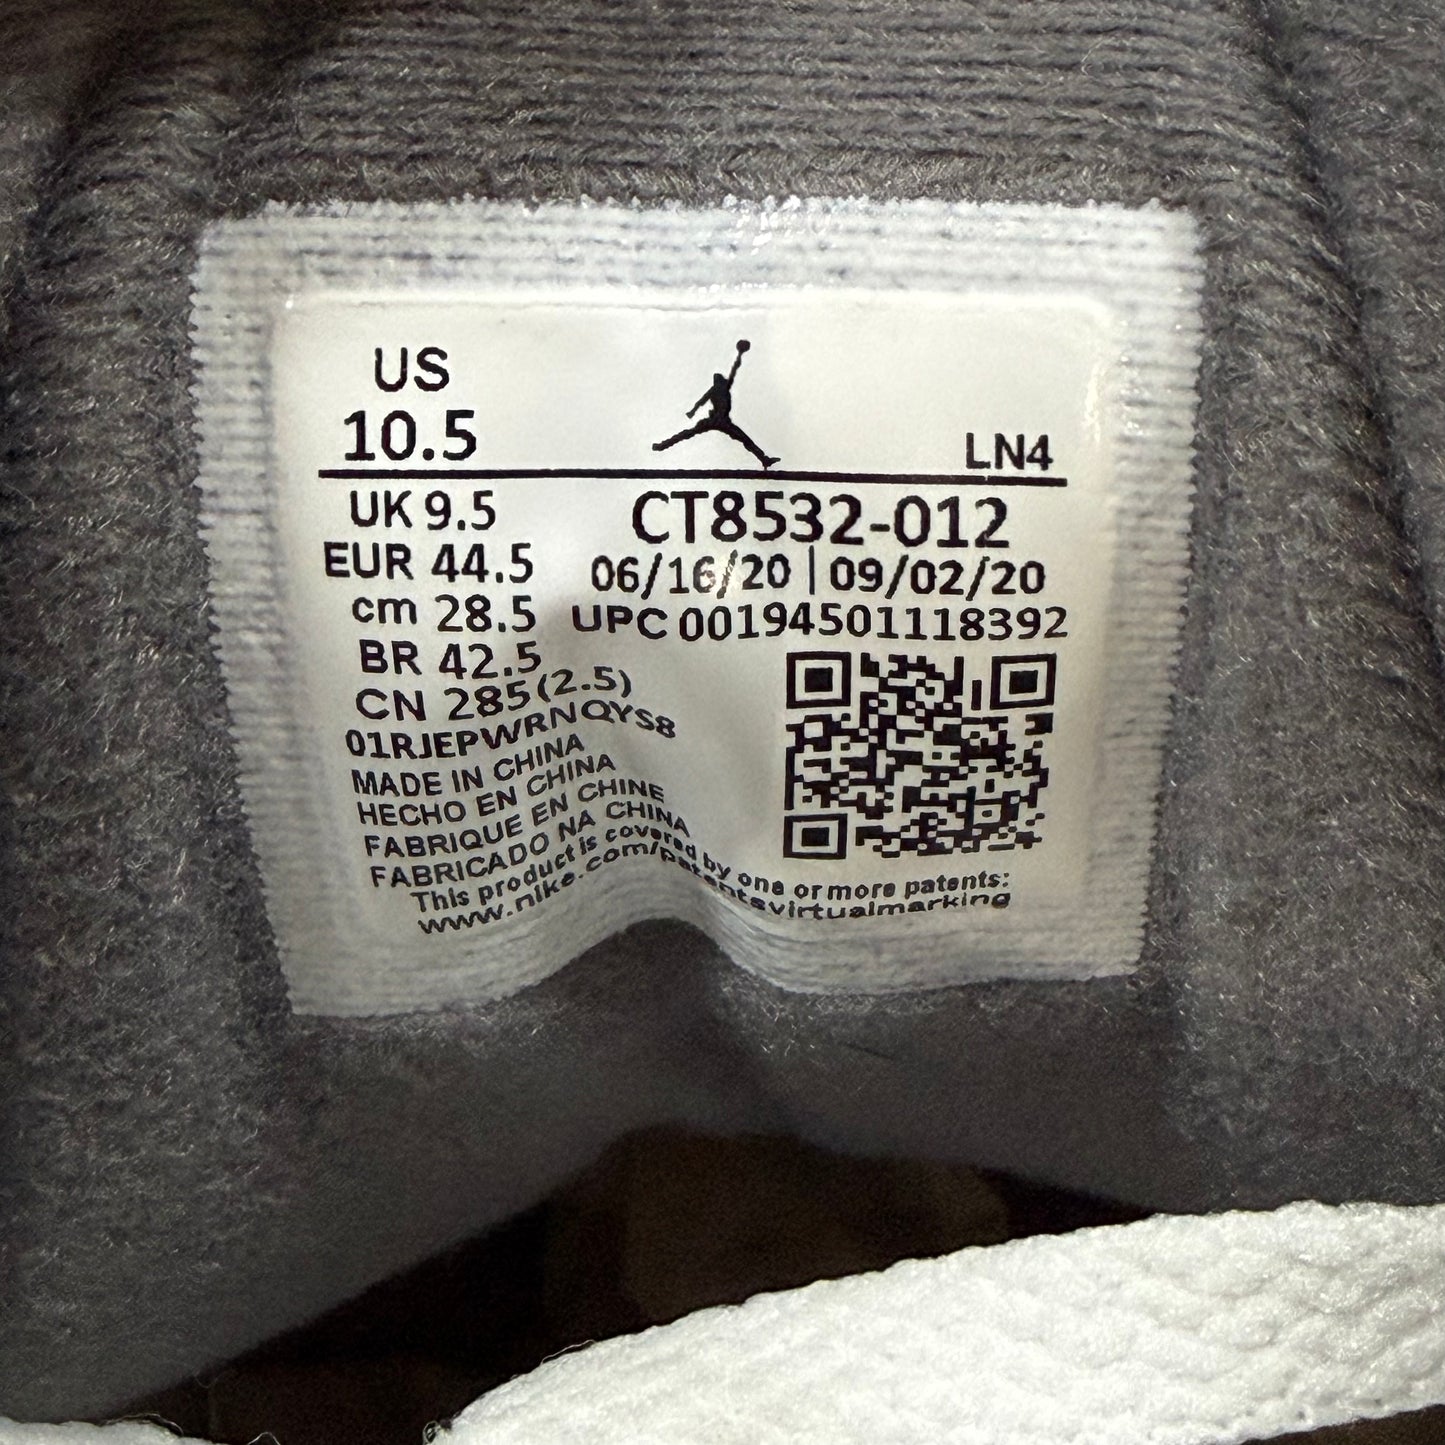 US
10.5
LN4
UK 9.5
CT8532-012
EUR 44.5
06/16/20 | 09/02/20
cm 28.5
UPC 001945011​18392
BR 42.5
CN 285 (2.5)
01RJEPWRNQYS8
MADE IN CHINA
HECHO EN CHINA
FABRIQUE EN CHINE
FABRICADO NA CHINA
This product is covered by one or more patents:
www.nike.com/patentsvirtualmarking